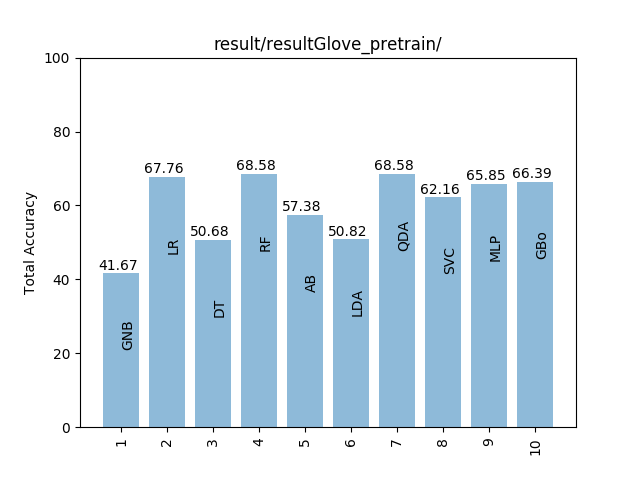 result/resultGlove_pretrain/
Total Accuracy
100
80
60
40
20
0
41.67
67.76
50.68
68.58
57.38
50.82
68.58
62.16
65.85
66.39
GNB
LR
DT
RF
AB
LDA
QDA
SVC
MLP
GBo
1
2
3
4
5
6
7
8
9
10